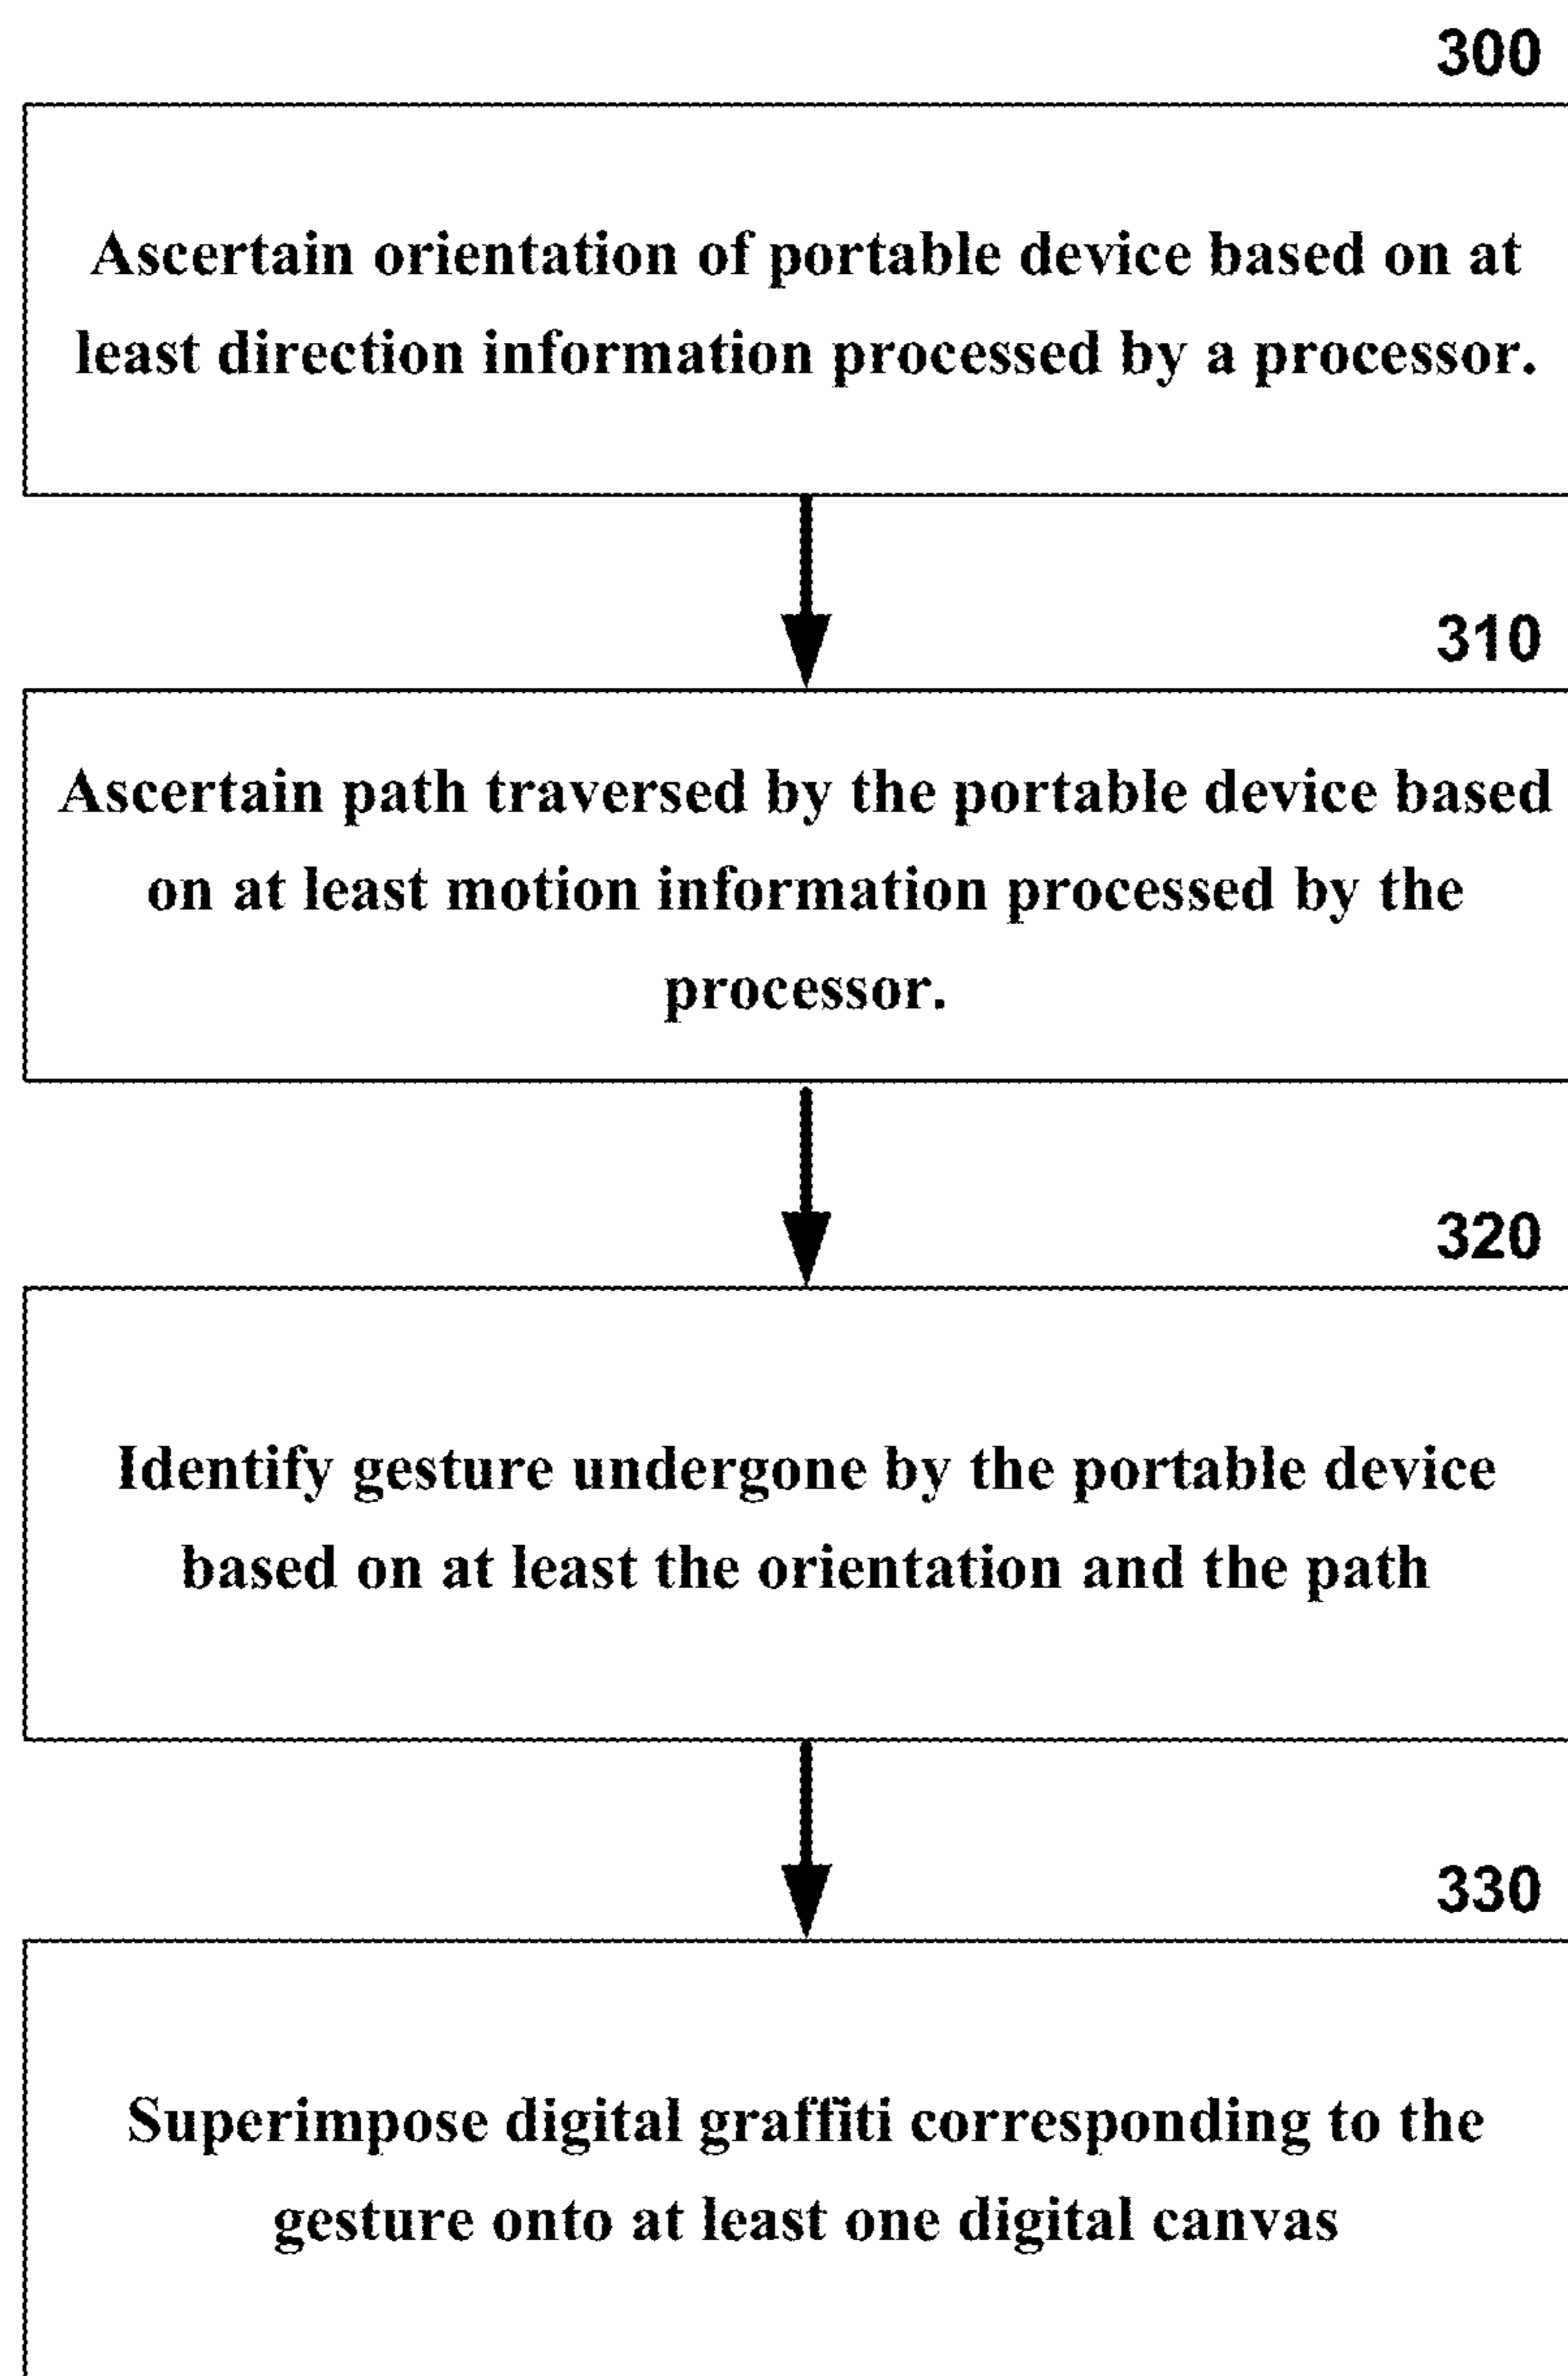 300
Ascertain orientation of portable device based on at
least direction information processed by a processor.
310
Ascertain path traversed by the portable device based
on at least motion information processed by the
processor.
320
Identify gesture undergone by the portable device
based on at least the orientation and the path
330
Superimpose digital graffiti corresponding to the
gesture onto at least one digital canvas